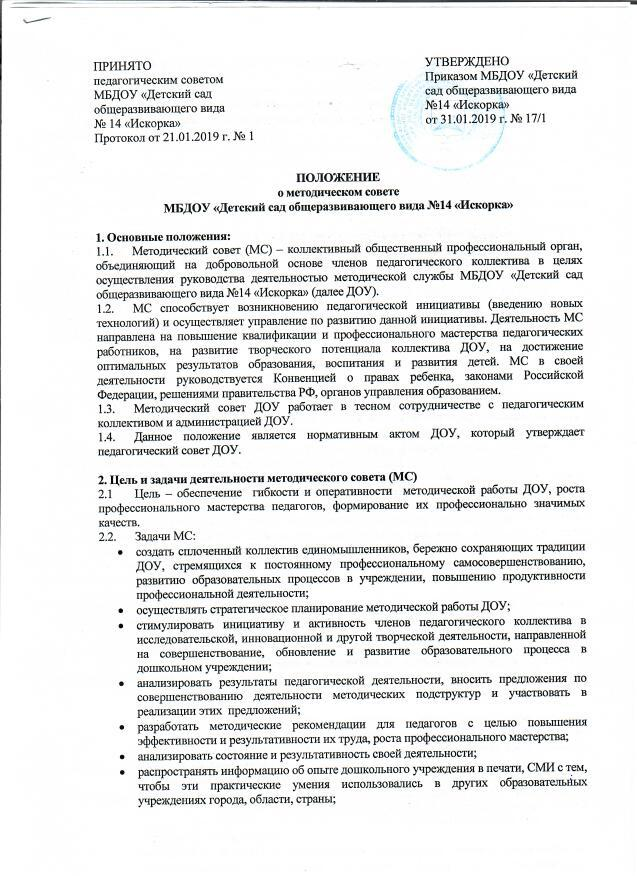 ПРИНЯТО
педагогическим советом
МБДОУ «Детский сад
общеразвивающего вида
№ 14 «Искорка»
Протокол от 21.01.2019 г. № 1
УТВЕРЖДЕНО
Приказом МБДОУ «Детский
сад общеразвивающего вида
№14 «Искорка»
от 31.01.2019 г. № 17/1
ПОЛОЖЕНИЕ
о методическом совете
МБДОУ «Детский сад общеразвивающего вида №14 «Искорка»
1. Основные положения:
1.1. Методический совет (МС) – коллективный общественный профессиональный орган,
объединяющий на добровольной основе членов педагогического коллектива в целях
осуществления руководства деятельностью методической службы МБДОУ «Детский сад
общеразвивающего вида №14 «Искорка» (далее ДОУ).
1.2. МС способствует возникновению педагогической инициативы (введению новых
технологий) и осуществляет управление по развитию данной инициативы. Деятельность МС
направлена на повышение квалификации и профессионального мастерства педагогических
работников, на развитие творческого потенциала коллектива ДОУ, на достижение
оптимальных результатов образования, воспитания и развития детей. МС в своей
деятельности руководствуется Конвенцией о правах ребенка, законами Российской
Федерации, решениями правительства РФ, органов управления образованием.
1.3. Методический совет ДОУ работает в тесном сотрудничестве с педагогическим
коллективом и администрацией ДОУ.
1.4. Данное положение является нормативным актом ДОУ, который утверждает
педагогический совет ДОУ.
2. Цель и задачи деятельности методического совета (МС)
2.1 Цель – обеспечение гибкости и оперативности методической работы ДОУ, роста
профессионального мастерства педагогов, формирование их профессионально значимых
качеств.
2.2. Задачи МС:
• создать сплоченный коллектив единомышленников, бережно сохраняющих традиции
ДОУ, стремящихся к постоянному профессиональному самосовершенствованию,
развитию образовательных процессов в учреждении, повышению продуктивности
профессиональной деятельности;
• осуществлять стратегическое планирование методической работы ДОУ;
• стимулировать инициативу и активность членов педагогического коллектива в
исследовательской, инновационной и другой творческой деятельности, направленной
на совершенствование, обновление и развитие образовательного процесса в
дошкольном учреждении;
• анализировать результаты педагогической деятельности, вносить предложения по
совершенствованию деятельности методических подструктур и участвовать в
реализации этих предложений;
• разработать методические рекомендации для педагогов с целью повышения
эффективности и результативности их труда, роста профессионального мастерства;
• анализировать состояние и результативность своей деятельности;
• распространять информацию об опыте дошкольного учреждения в печати, СМИ с тем,
чтобы эти практические умения использовались в других образовательных
учреждениях города, области, страны;